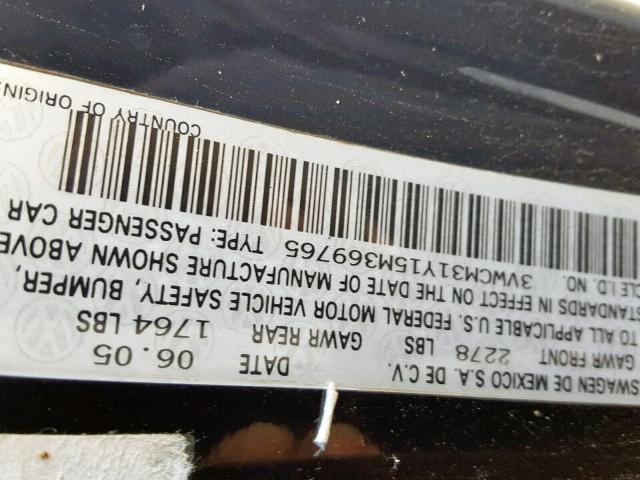 SWAGEN DE MEXICO S.A. DE C.V. DATE 06.05
GAWR FRONT 2278 LBS GAWR REAR 1764 LBS
TO ALL APPLICABLE U.S. FEDERAL MOTOR VEHICLE SAFETY, BUMPER,
STANDARDS IN EFFECT ON THE DATE OF MANUFACTURE SHOWN ABOVE
CLE I.D. NO. 3VWCM31Y15M369765 TYPE: PASSENGER CAR
COUNTRY OF ORIGIN: